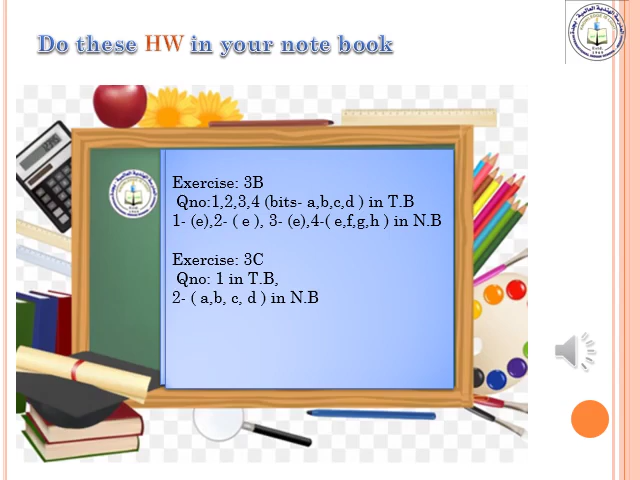 Do these HW in your note book
Exercise: 3B
Qno:1,2,3,4 (bits- a,b,c,d ) in T.B
1- (e),2- ( e ), 3- (e),4-( e,f,g,h ) in N.B
Exercise: 3C
Qno: 1 in T.B,
2- ( a,b, c, d ) in N.B